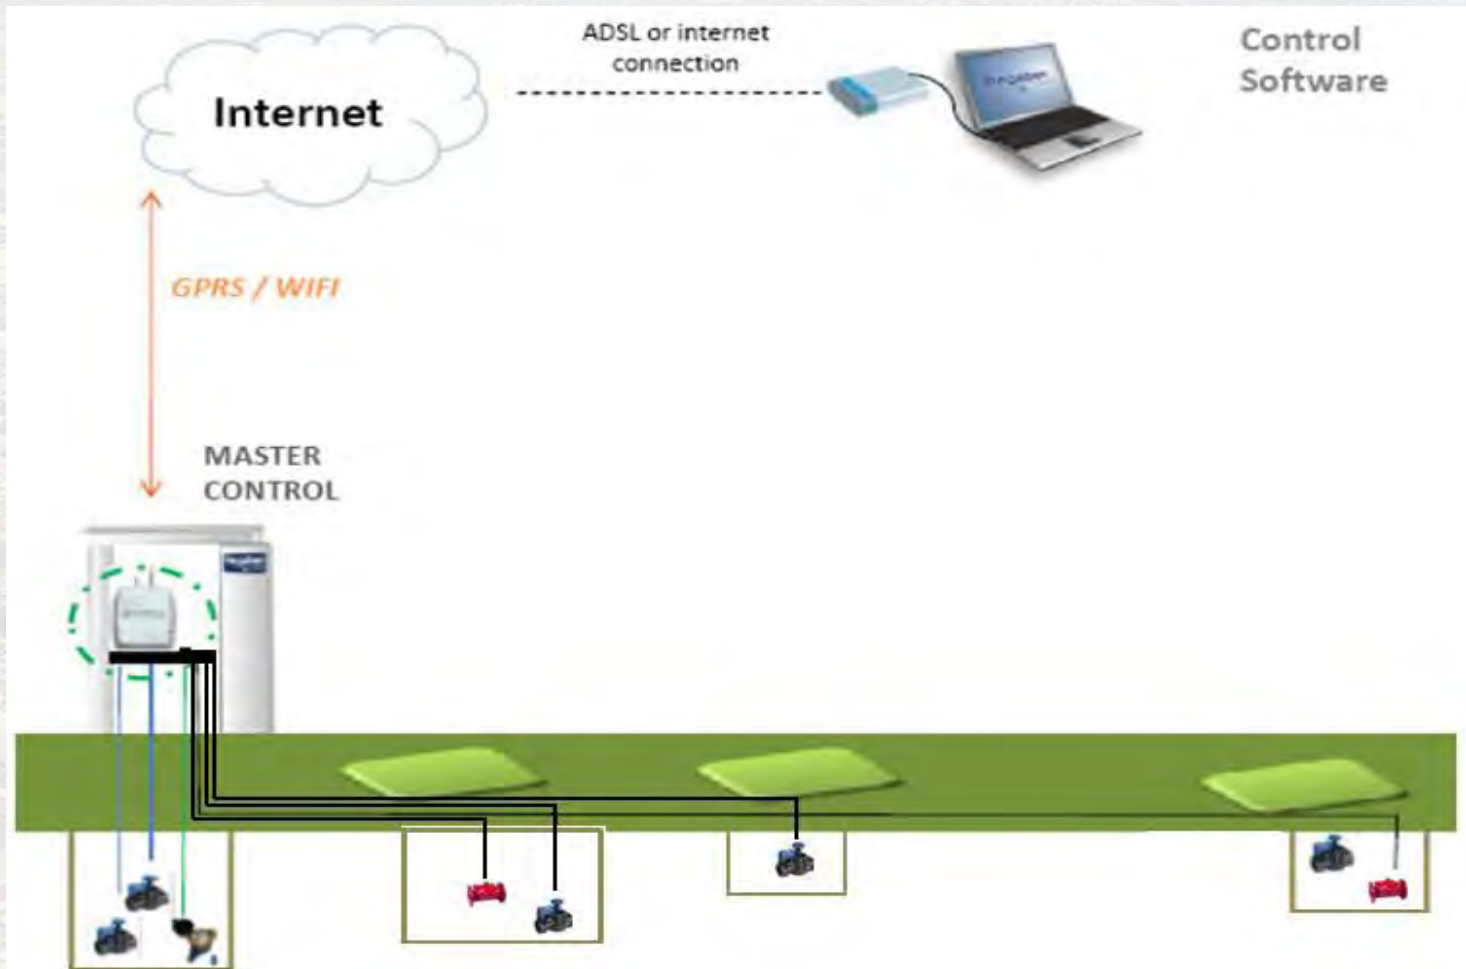 ADSL or internet
connection
Control
Software
Internet
GPRS / WIFI
MASTER
CONTROL